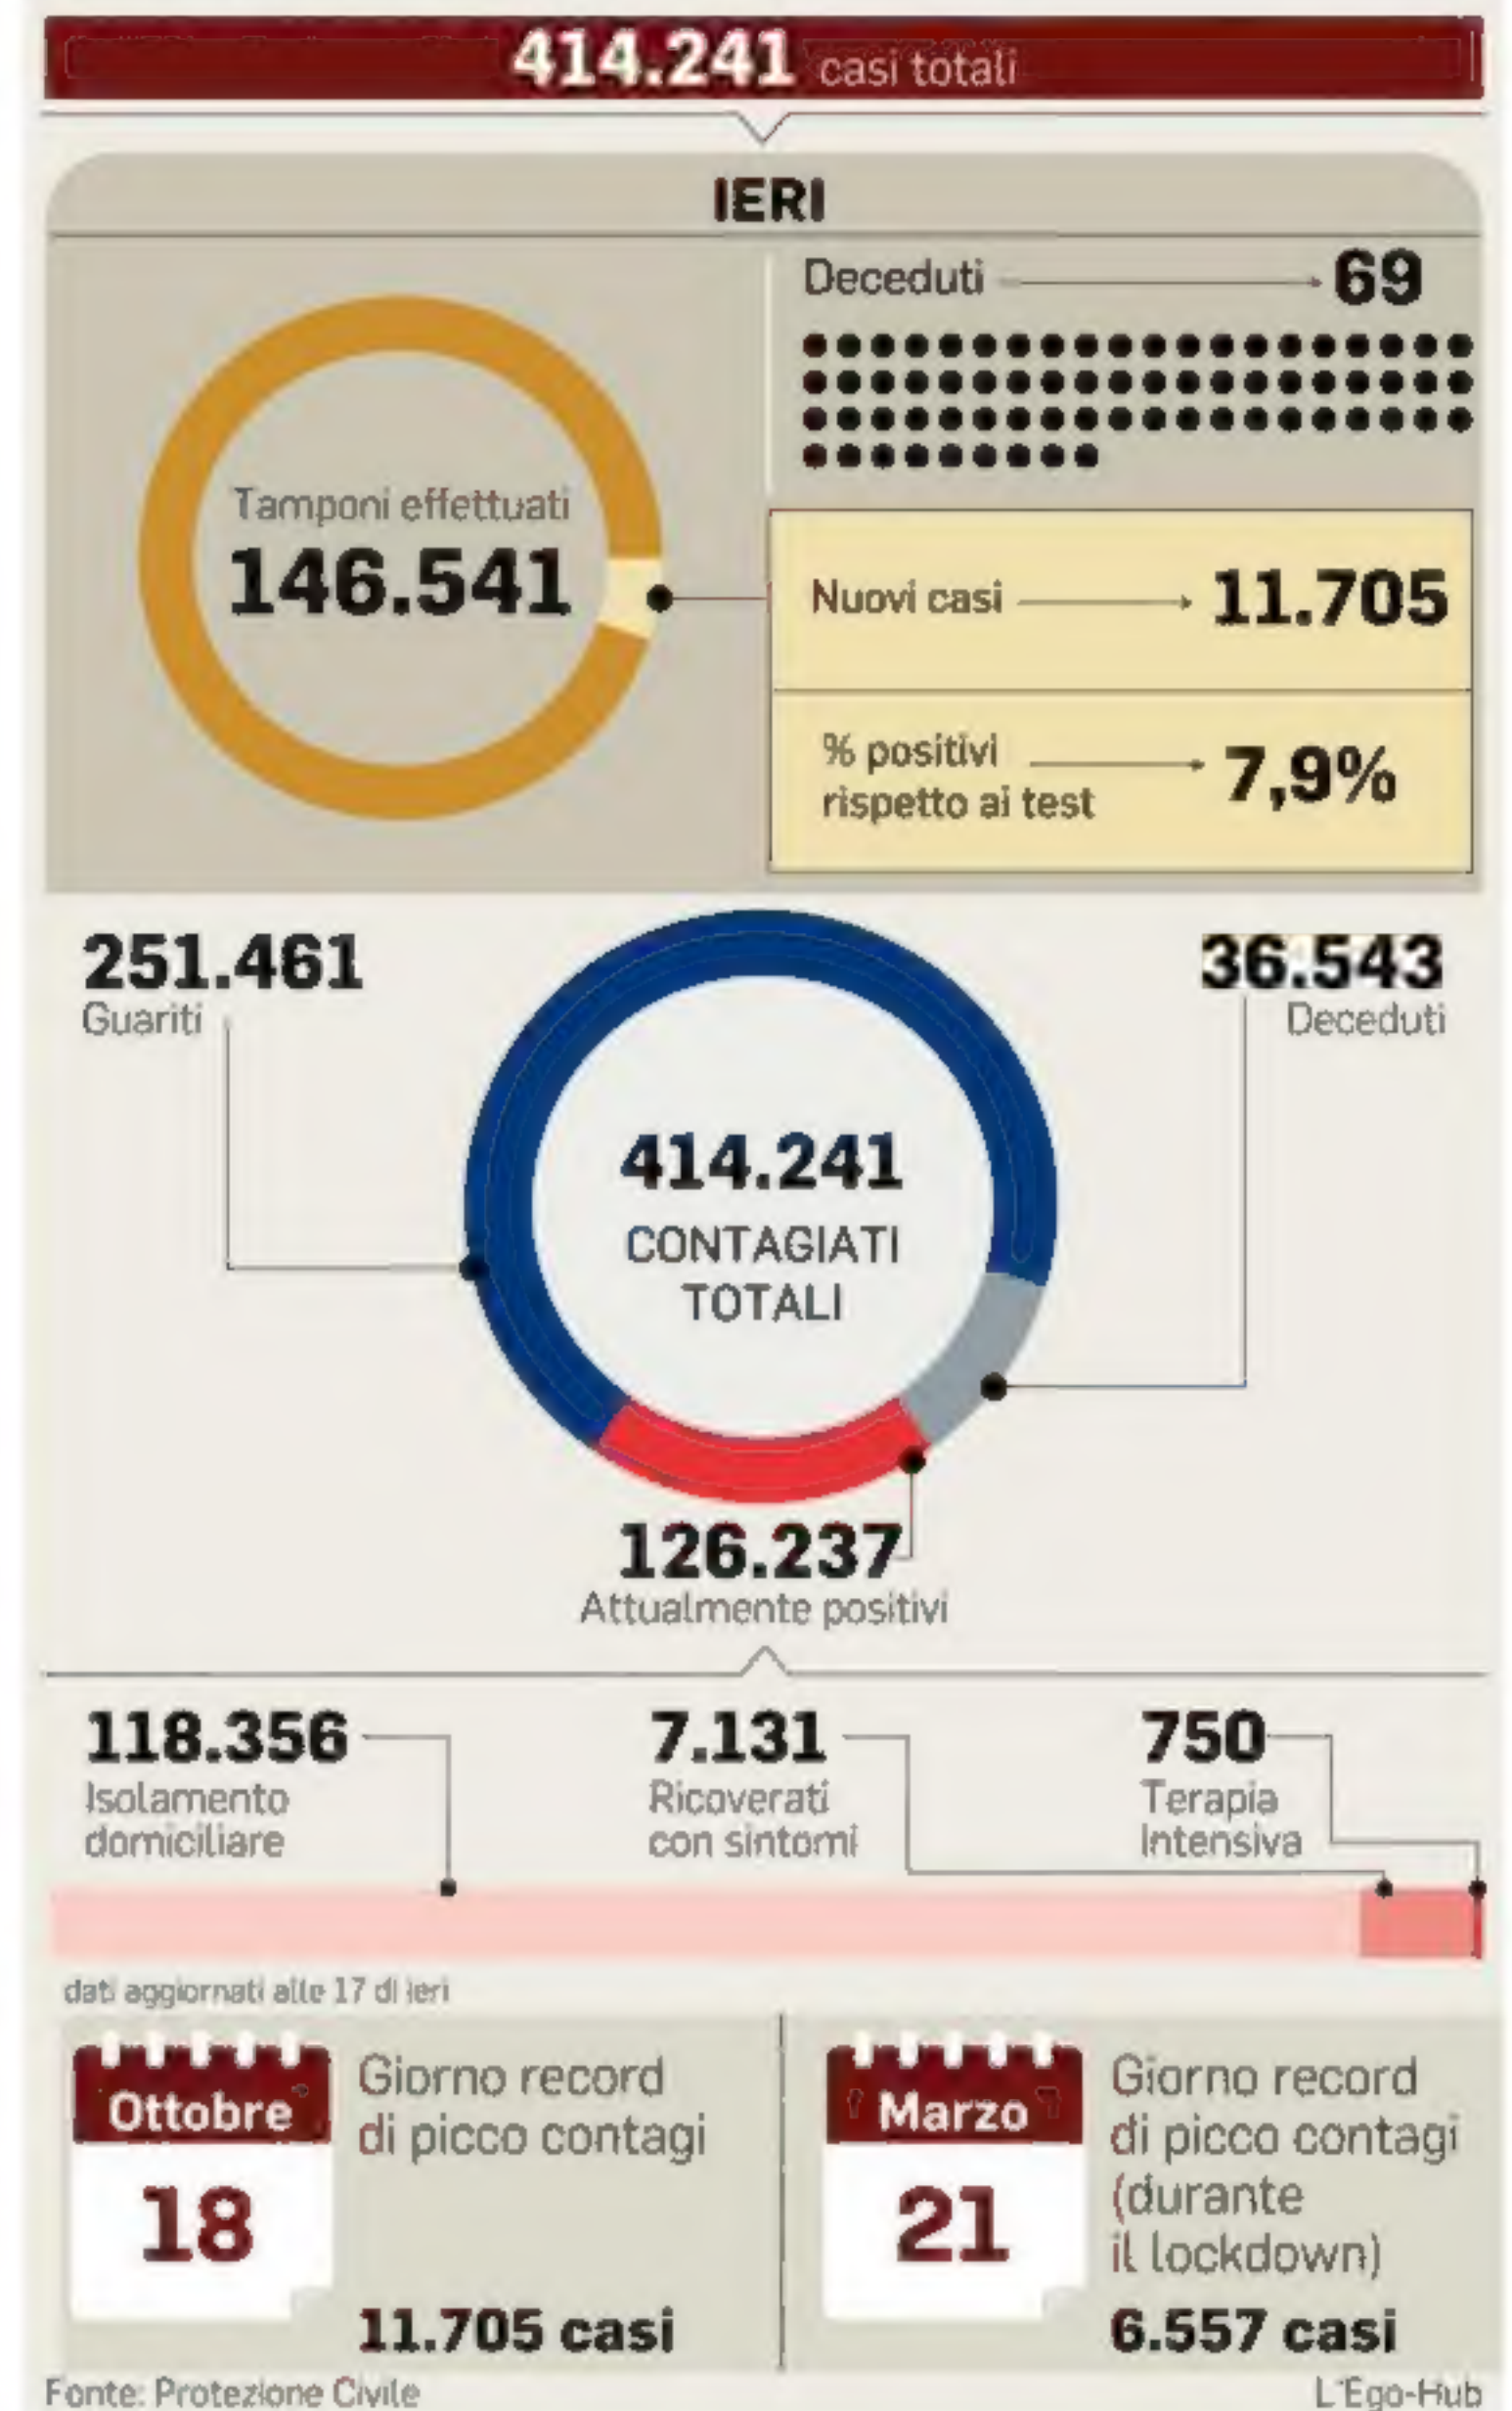 414.241 casi totali
IERI
Deceduti 69
Tamponi effettuati
146.541
Nuovi casi 11.705
% positivi
rispetto ai test 7,9%
251.461
Guariti
36.543
Deceduti
414.241
CONTAGIATI
TOTALI
126.237
Attualmente positivi
118.356
Isolamento
domiciliare
7.131
Ricoverati
con sintomi
750
Terapia
Intensiva
dati aggiornati alle 17 di ieri
Ottobre
18
Giorno record
di picco contagi
11.705 casi
Marzo
21
Giorno record
di picco contagi
(durante
il lockdown)
6.557 casi
Fonte: Protezione Civile
L'Ego-Hub